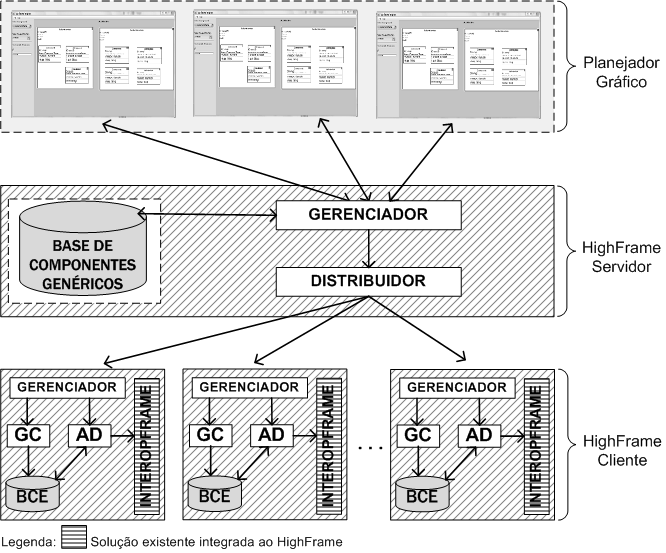 Planejador
Gráfico
GERENCIADOR
BASE DE
COMPONENTES
GENÉRICOS
DISTRIBUIDOR
HighFrame
Servidor
GERENCIADOR
GC
AD
BCE
INTEROPFRAME
GERENCIADOR
GC
AD
BCE
INTEROPFRAME
...
GERENCIADOR
GC
AD
BCE
INTEROPFRAME
HighFrame
Cliente
Legenda: Solução existente integrada ao HighFrame